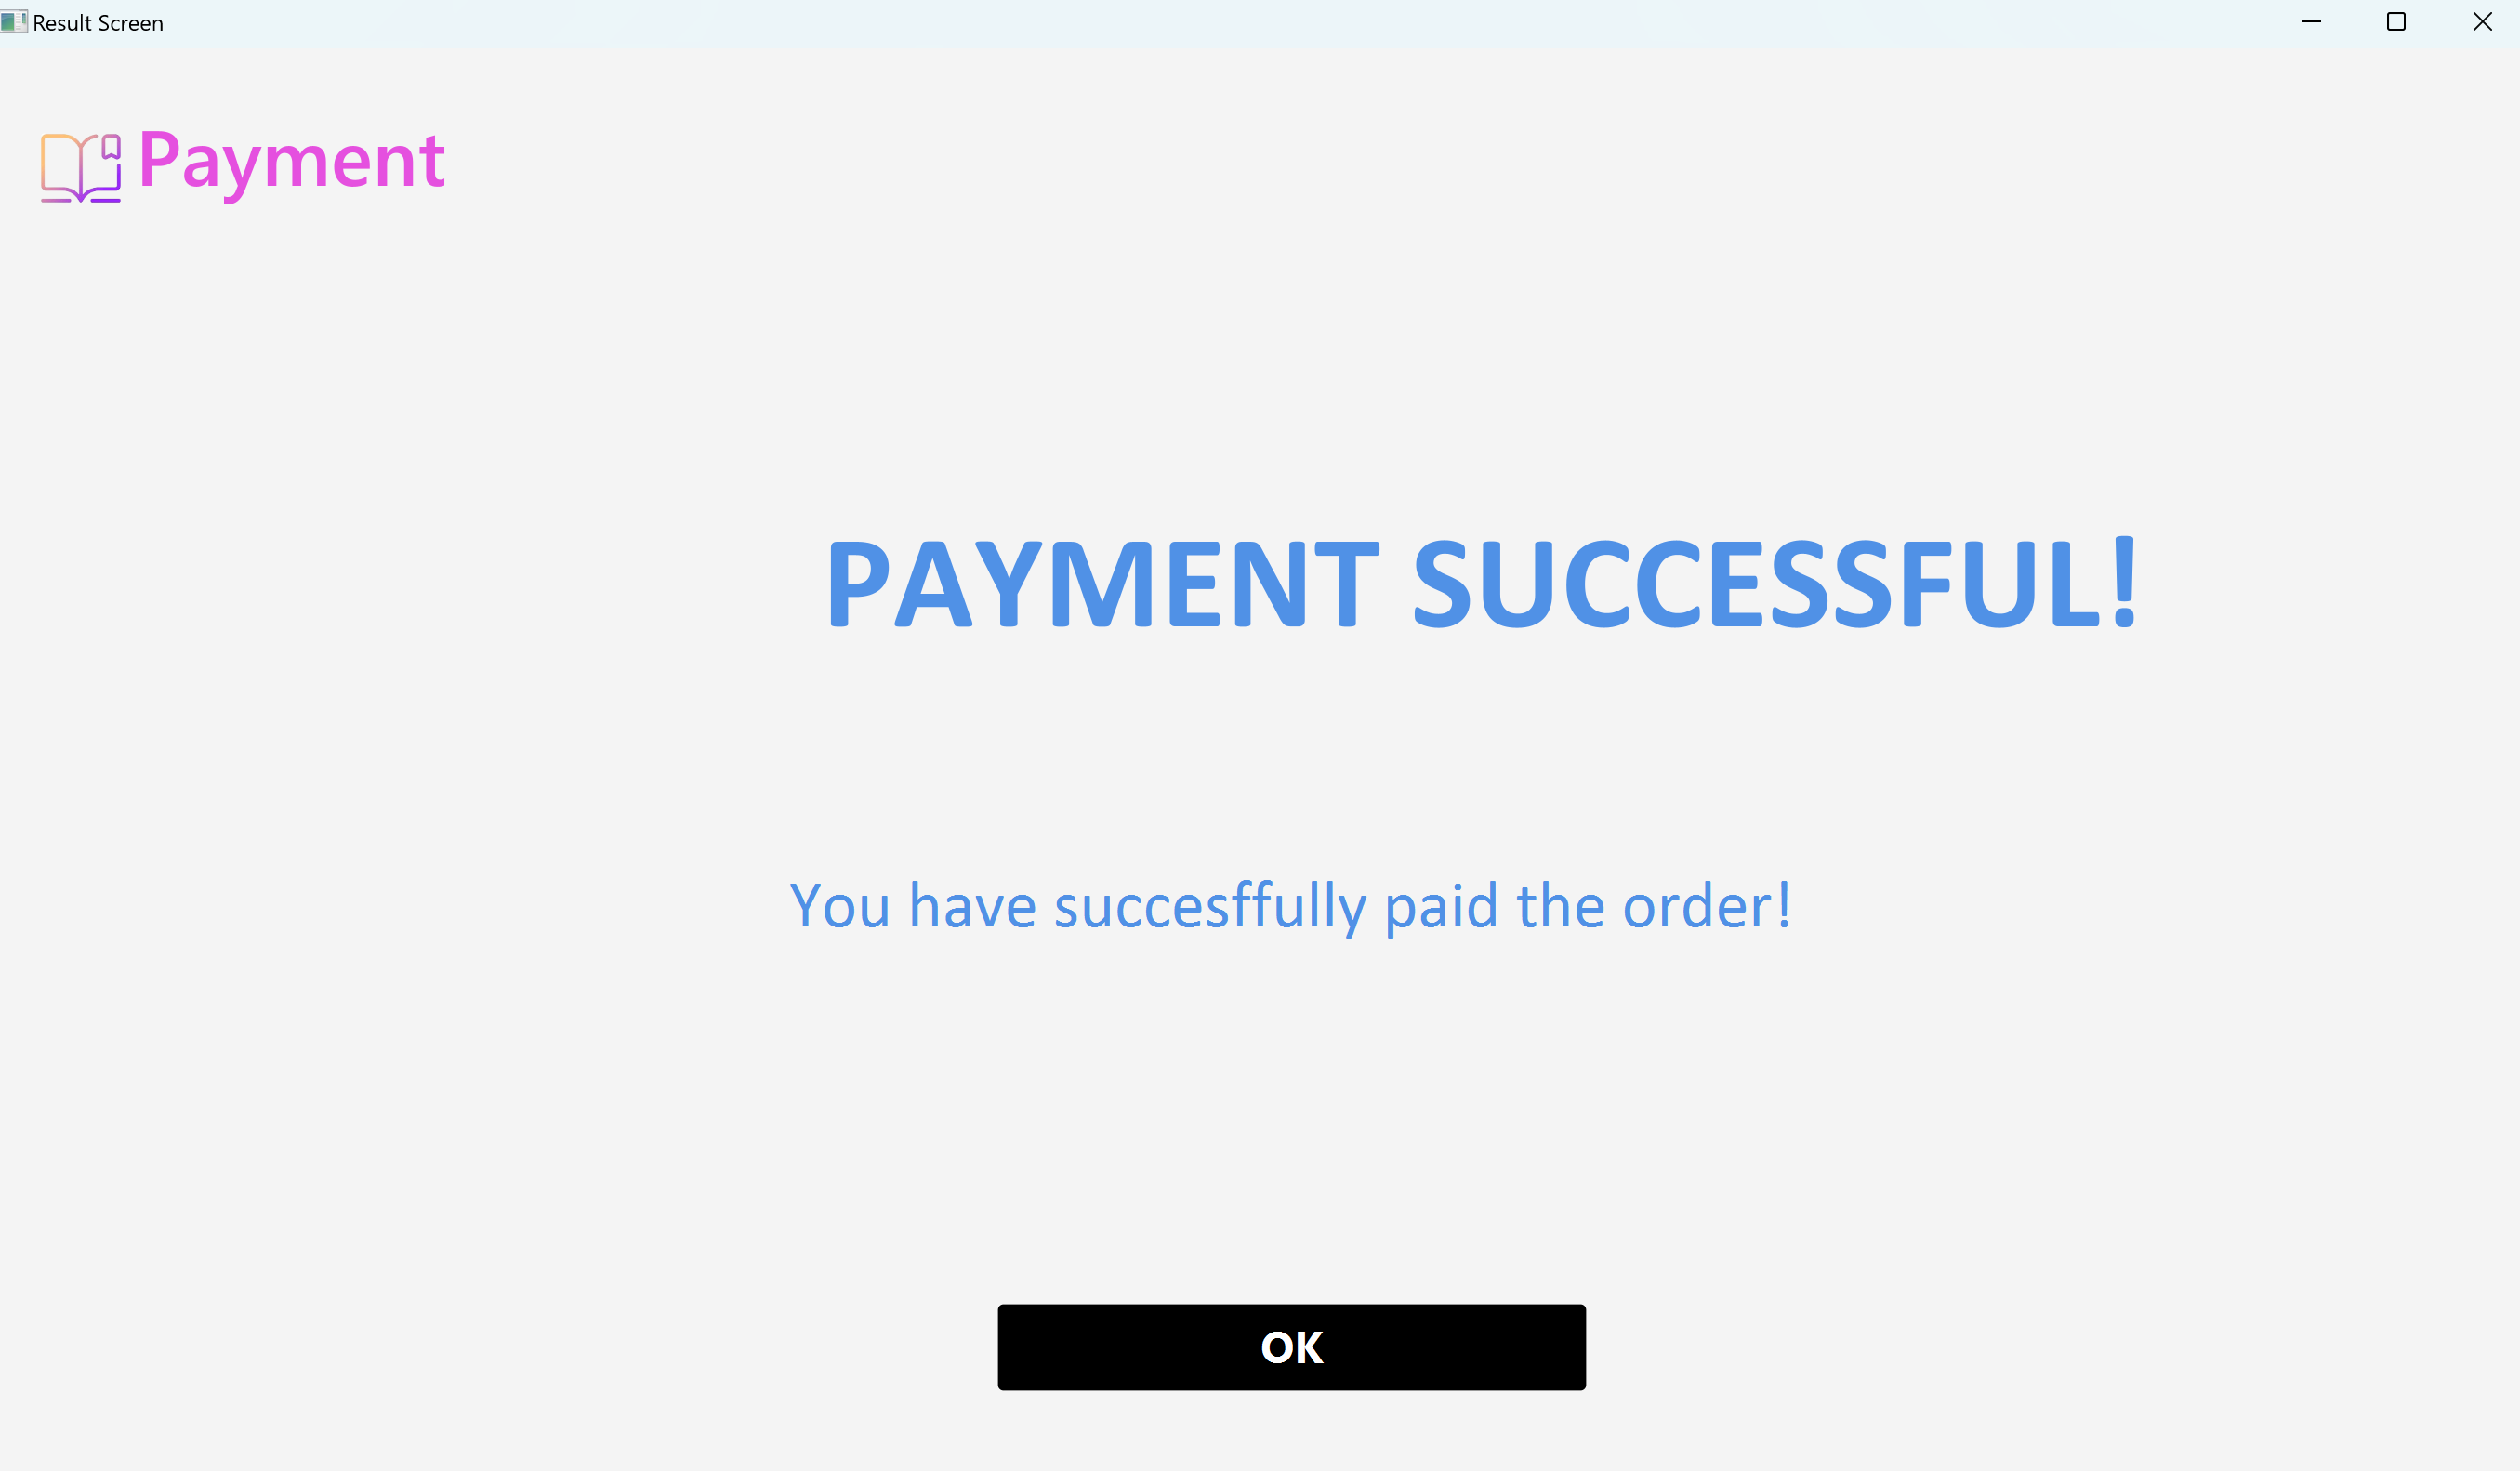 Result Screen
Payment
PAYMENT SUCCESSFUL!
You have succesffully paid the order!
OK